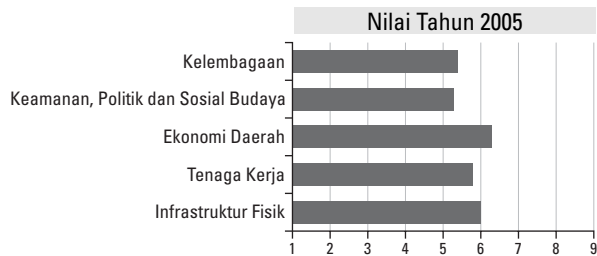 Nilai Tahun 2005
Kelembagaan
Keamanan, Politik dan Sosial Budaya
Ekonomi Daerah
Tenaga Kerja
Infrastruktur Fisik
1 2 3 4 5 6 7 8 9